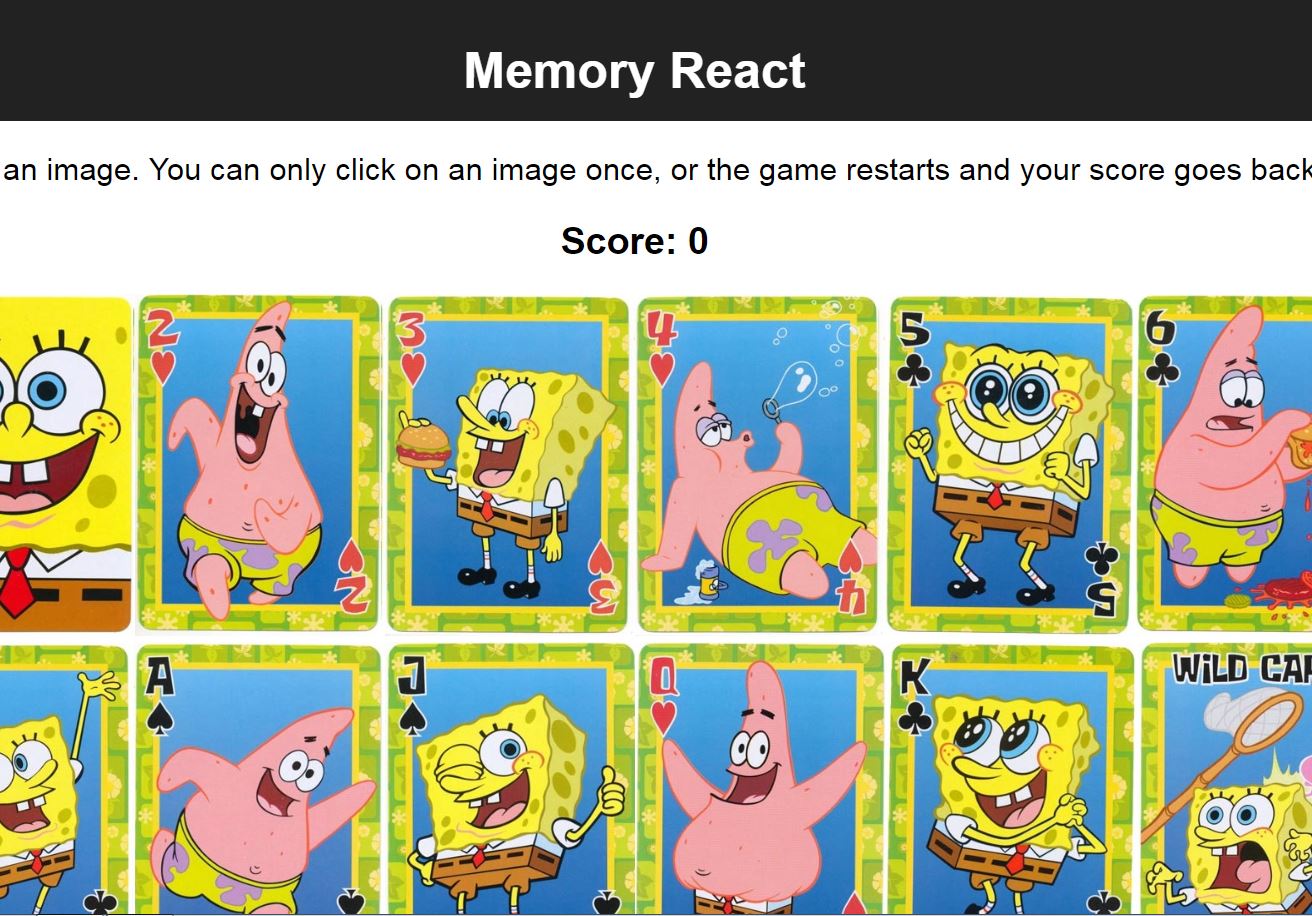 Memory React
an image. You can only click on an image once, or the game restarts and your score goes back
Score: 0
2 3 4 5 6
2 3 4 5
A J Q K WiLD CAR